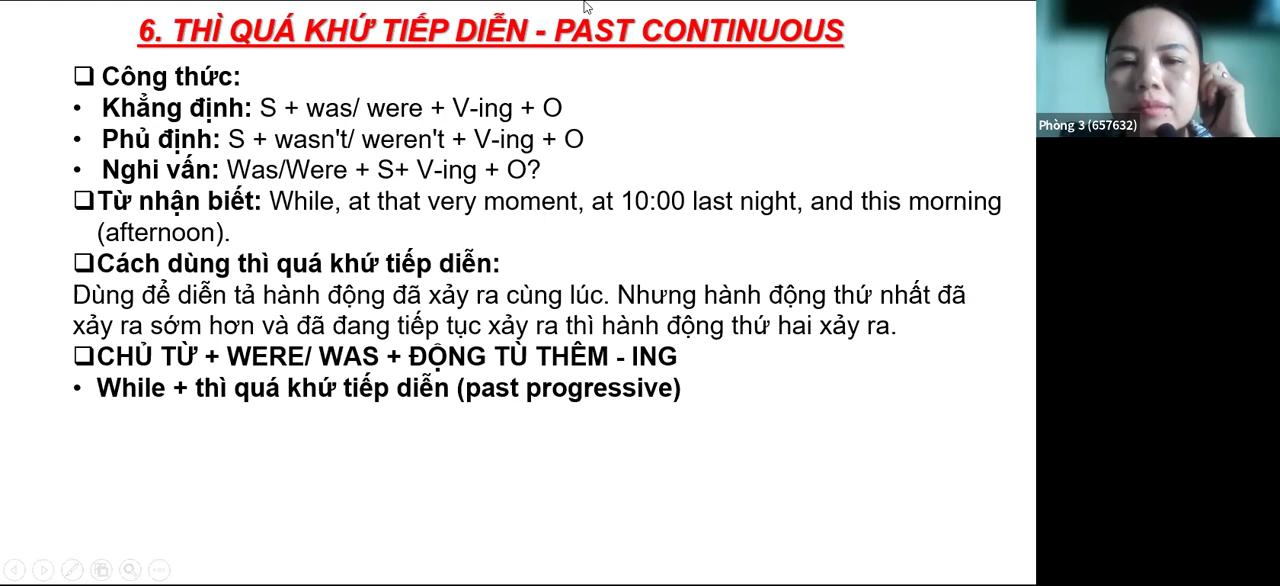 6. THÌ QUÁ KHỨ TIẾP DIỄN - PAST CONTINUOUS
❑ Công thức:
• Khẳng định: S + was/ were + V-ing + O
• Phủ định: S + wasn't/ weren't + V-ing + O
• Nghi vấn: Was/Were + S+ V-ing + O?
❑Từ nhận biết: While, at that very moment, at 10:00 last night, and this morning
(afternoon).
❑Cách dùng thì quá khứ tiếp diễn:
Dùng để diễn tả hành động đã xảy ra cùng lúc. Nhưng hành động thứ nhất đã
xảy ra sớm hơn và đã đang tiếp tục xảy ra thì hành động thứ hai xảy ra.
❑CHỦ TỪ + WERE/ WAS + ĐỘNG TÙ THÊM - ING
• While + thì quá khứ tiếp diễn (past progressive)
Phòng 3 (657632)